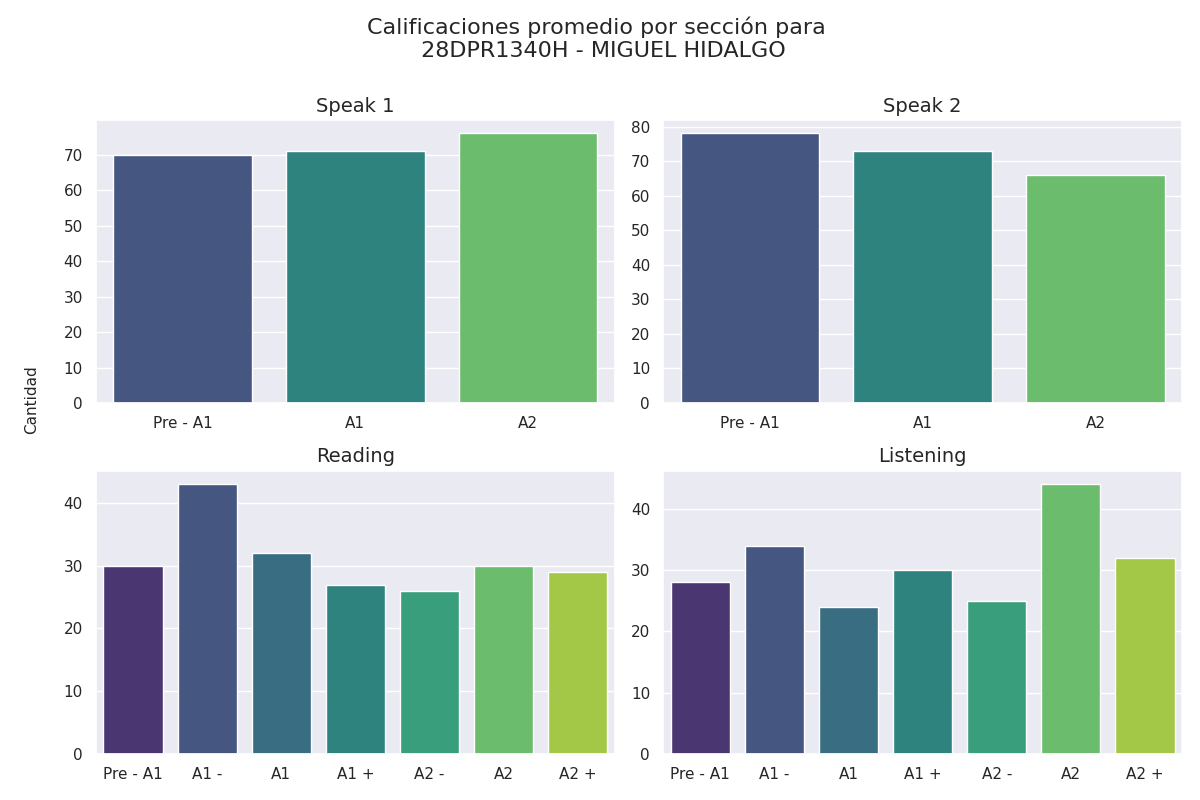 Calificaciones promedio por sección para
28DPR1340H - MIGUEL HIDALGO
Cantidad
Speak 1
70
60
50
40
30
20
10
0
Pre - A1 A1 A2
Speak 2
80
70
60
50
40
30
20
10
0
Pre - A1 A1 A2
Reading
40
30
20
10
0
Pre - A1 A1 - A1 A1 + A2 - A2 A2 +
Listening
40
30
20
10
0
Pre - A1 A1 - A1 A1 + A2 - A2 A2 +